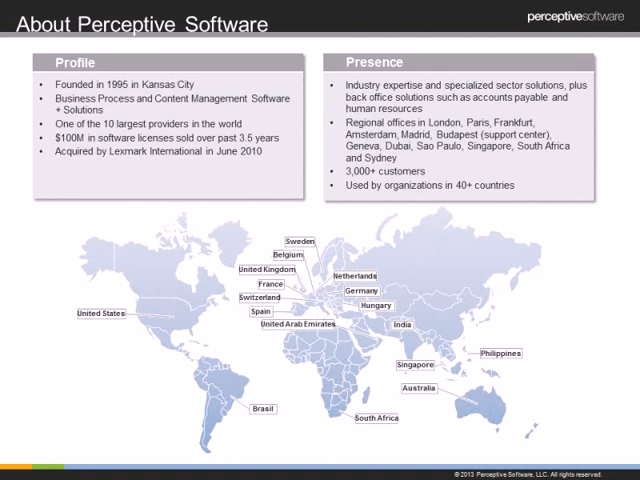 About Perceptive Software
perceptivesoftware
Profile
• Founded in 1995 in Kansas City
• Business Process and Content Management Software
+ Solutions
• One of the 10 largest providers in the world
• $100M in software licenses sold over past 3.5 years
• Acquired by Lexmark International in June 2010
Presence
• Industry expertise and specialized sector solutions, plus
back office solutions such as accounts payable and
human resources
• Regional offices in London, Paris, Frankfurt,
Amsterdam, Madrid, Budapest (support center),
Geneva, Dubai, Sao Paulo, Singapore, South Africa
and Sydney
• 3,000+ customers
• Used by organizations in 40+ countries
Sweden
Belgium
United Kingdom
Netherlands
France
Germany
Switzerland
Hungary
Spain
United States
United Arab Emirates
India
Philippines
Singapore
Australia
Brasil
South Africa
© 2013 Perceptive Software, LLC. All rights reserved.